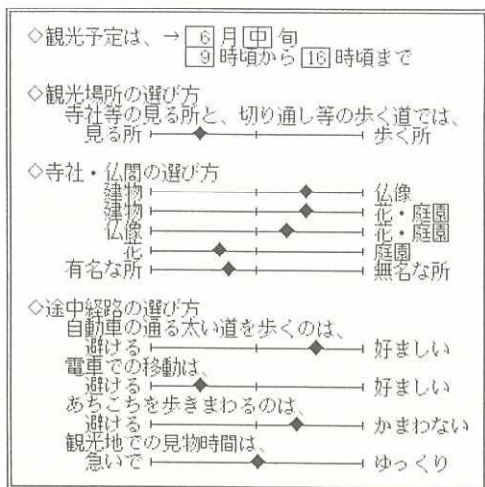 ◇観光予定は、→ 6 月 中 旬
9 時頃から 16 時頃まで
◇観光場所の選び方
寺社等の見る所と、切り通し等の歩く道では、
見る所 歩く所
◇寺社・仏閣の選び方
建物 仏像
建物 花・庭園
仏像 花・庭園
花 庭園
有名な所 無名な所
◇途中経路の選び方
自動車の通る太い道を歩くのは、
避ける 好ましい
電車での移動は、
避ける 好ましい
あちこちを歩きまわるのは、
避ける かまわない
観光地での見物時間は、
急いで ゆっくり